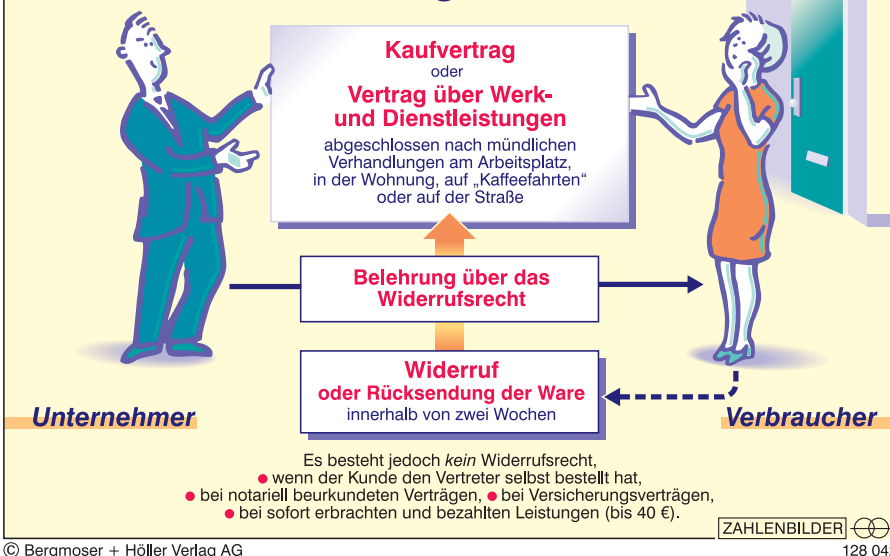 Kaufvertrag
oder
Vertrag über Werk-
und Dienstleistungen
abgeschlossen nach mündlichen
Verhandlungen am Arbeitsplatz,
in der Wohnung, auf „Kaffeefahrten“
oder auf der Straße
Belehrung über das
Widerrufsrecht
Widerruf
oder Rücksendung der Ware
innerhalb von zwei Wochen
Unternehmer
Verbraucher
Es besteht jedoch kein Widerrufsrecht,
● wenn der Kunde den Vertreter selbst bestellt hat,
● bei notariell beurkundeten Verträgen, ● bei Versicherungsverträgen,
● bei sofort erbrachten und bezahlten Leistungen (bis 40 €).
ZAHLENBILDER
© Bergmoser + Höller Verlag AG
128 04